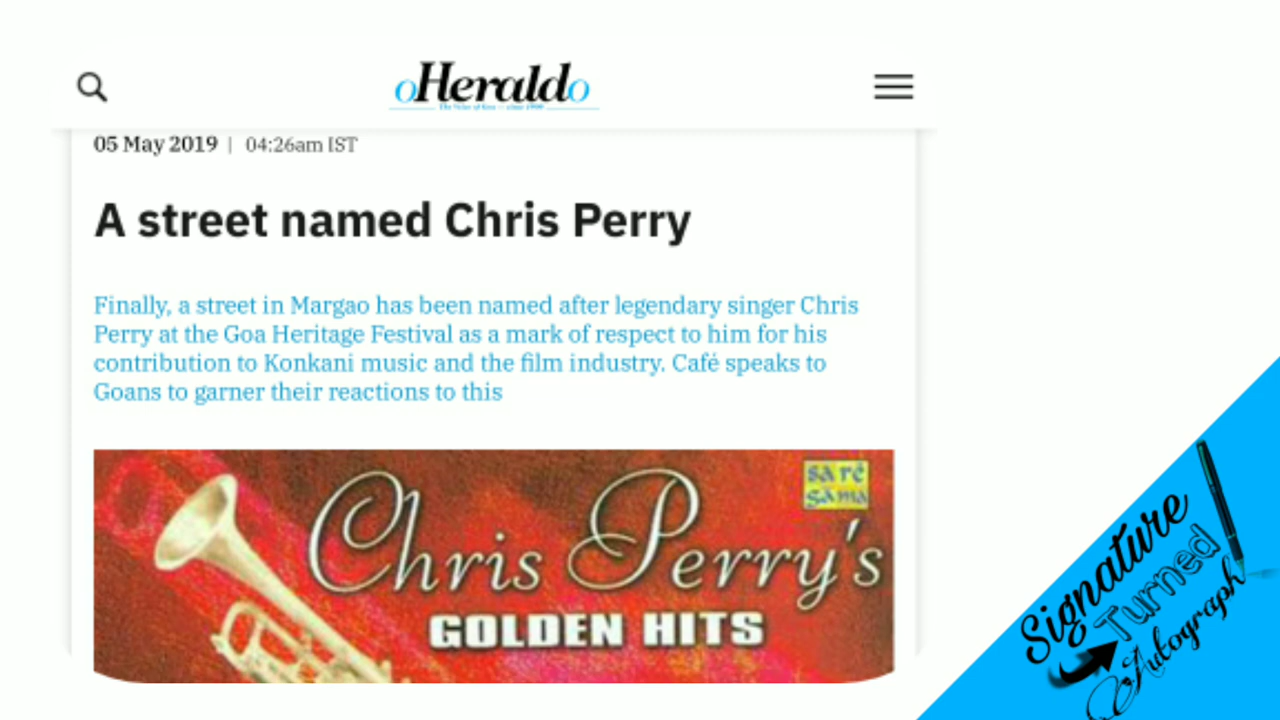 oHeraldo
The Voice of Goa — since 1900
05 May 2019 | 04:26am IST
A street named Chris Perry
Finally, a street in Margao has been named after legendary singer Chris
Perry at the Goa Heritage Festival as a mark of respect to him for his
contribution to Konkani music and the film industry. Café speaks to
Goans to garner their reactions to this
sa ré
gama
Chris Perry's
GOLDEN HITS
Signature
Turned
Autograph